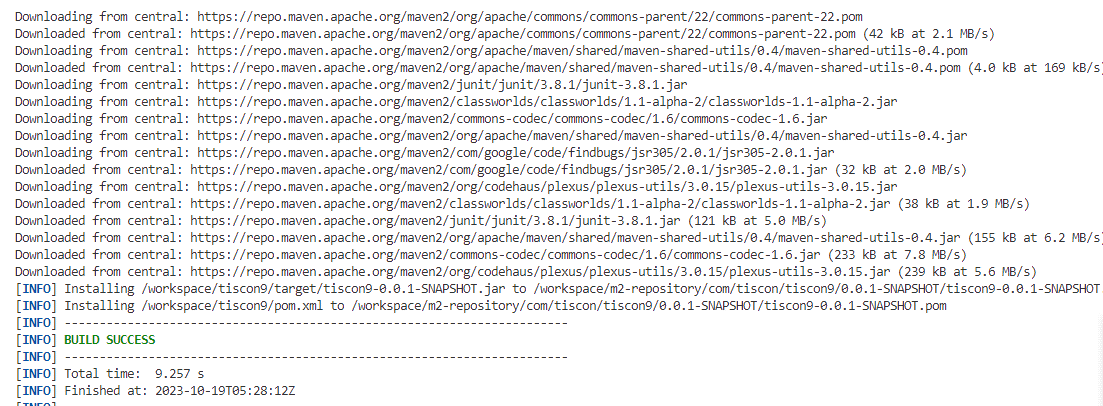 Downloading from central: https://repo.maven.apache.org/maven2/org/apache/commons/commons-parent/22/commons-parent-22.pom
Downloaded from central: https://repo.maven.apache.org/maven2/org/apache/commons/commons-parent/22/commons-parent-22.pom (42 kB at 2.1 MB/s)
Downloading from central: https://repo.maven.apache.org/maven2/org/apache/maven/shared/maven-shared-utils/0.4/maven-shared-utils-0.4.pom
Downloaded from central: https://repo.maven.apache.org/maven2/org/apache/maven/shared/maven-shared-utils/0.4/maven-shared-utils-0.4.pom (4.0 kB at 169 kB/s)
Downloading from central: https://repo.maven.apache.org/maven2/junit/junit/3.8.1/junit-3.8.1.jar
Downloading from central: https://repo.maven.apache.org/maven2/classworlds/classworlds/1.1-alpha-2/classworlds-1.1-alpha-2.jar
Downloading from central: https://repo.maven.apache.org/maven2/commons-codec/commons-codec/1.6/commons-codec-1.6.jar
Downloading from central: https://repo.maven.apache.org/maven2/org/apache/maven/shared/maven-shared-utils/0.4/maven-shared-utils-0.4.jar
Downloading from central: https://repo.maven.apache.org/maven2/com/google/code/findbugs/jsr305/2.0.1/jsr305-2.0.1.jar
Downloaded from central: https://repo.maven.apache.org/maven2/com/google/code/findbugs/jsr305/2.0.1/jsr305-2.0.1.jar (32 kB at 2.0 MB/s)
Downloading from central: https://repo.maven.apache.org/maven2/org/codehaus/plexus/plexus-utils/3.0.15/plexus-utils-3.0.15.jar
Downloaded from central: https://repo.maven.apache.org/maven2/classworlds/classworlds/1.1-alpha-2/classworlds-1.1-alpha-2.jar (38 kB at 1.9 MB/s)
Downloaded from central: https://repo.maven.apache.org/maven2/junit/junit/3.8.1/junit-3.8.1.jar (121 kB at 5.0 MB/s)
Downloaded from central: https://repo.maven.apache.org/maven2/org/apache/maven/shared/maven-shared-utils/0.4/maven-shared-utils-0.4.jar (155 kB at 6.2 MB/s)
Downloaded from central: https://repo.maven.apache.org/maven2/commons-codec/commons-codec/1.6/commons-codec-1.6.jar (233 kB at 7.8 MB/s)
Downloaded from central: https://repo.maven.apache.org/maven2/org/codehaus/plexus/plexus-utils/3.0.15/plexus-utils-3.0.15.jar (239 kB at 5.6 MB/s)
[INFO] Installing /workspace/tiscon9/target/tiscon9-0.0.1-SNAPSHOT.jar to /workspace/m2-repository/com/tiscon/tiscon9/0.0.1-SNAPSHOT/tiscon9-0.0.1-SNAPSHOT
[INFO] Installing /workspace/tiscon9/pom.xml to /workspace/m2-repository/com/tiscon/tiscon9/0.0.1-SNAPSHOT/tiscon9-0.0.1-SNAPSHOT.pom
[INFO] ------------------------------------------------------------------------
[INFO] BUILD SUCCESS
[INFO] ------------------------------------------------------------------------
[INFO] Total time:  9.257 s
[INFO] Finished at: 2023-10-19T05:28:12Z